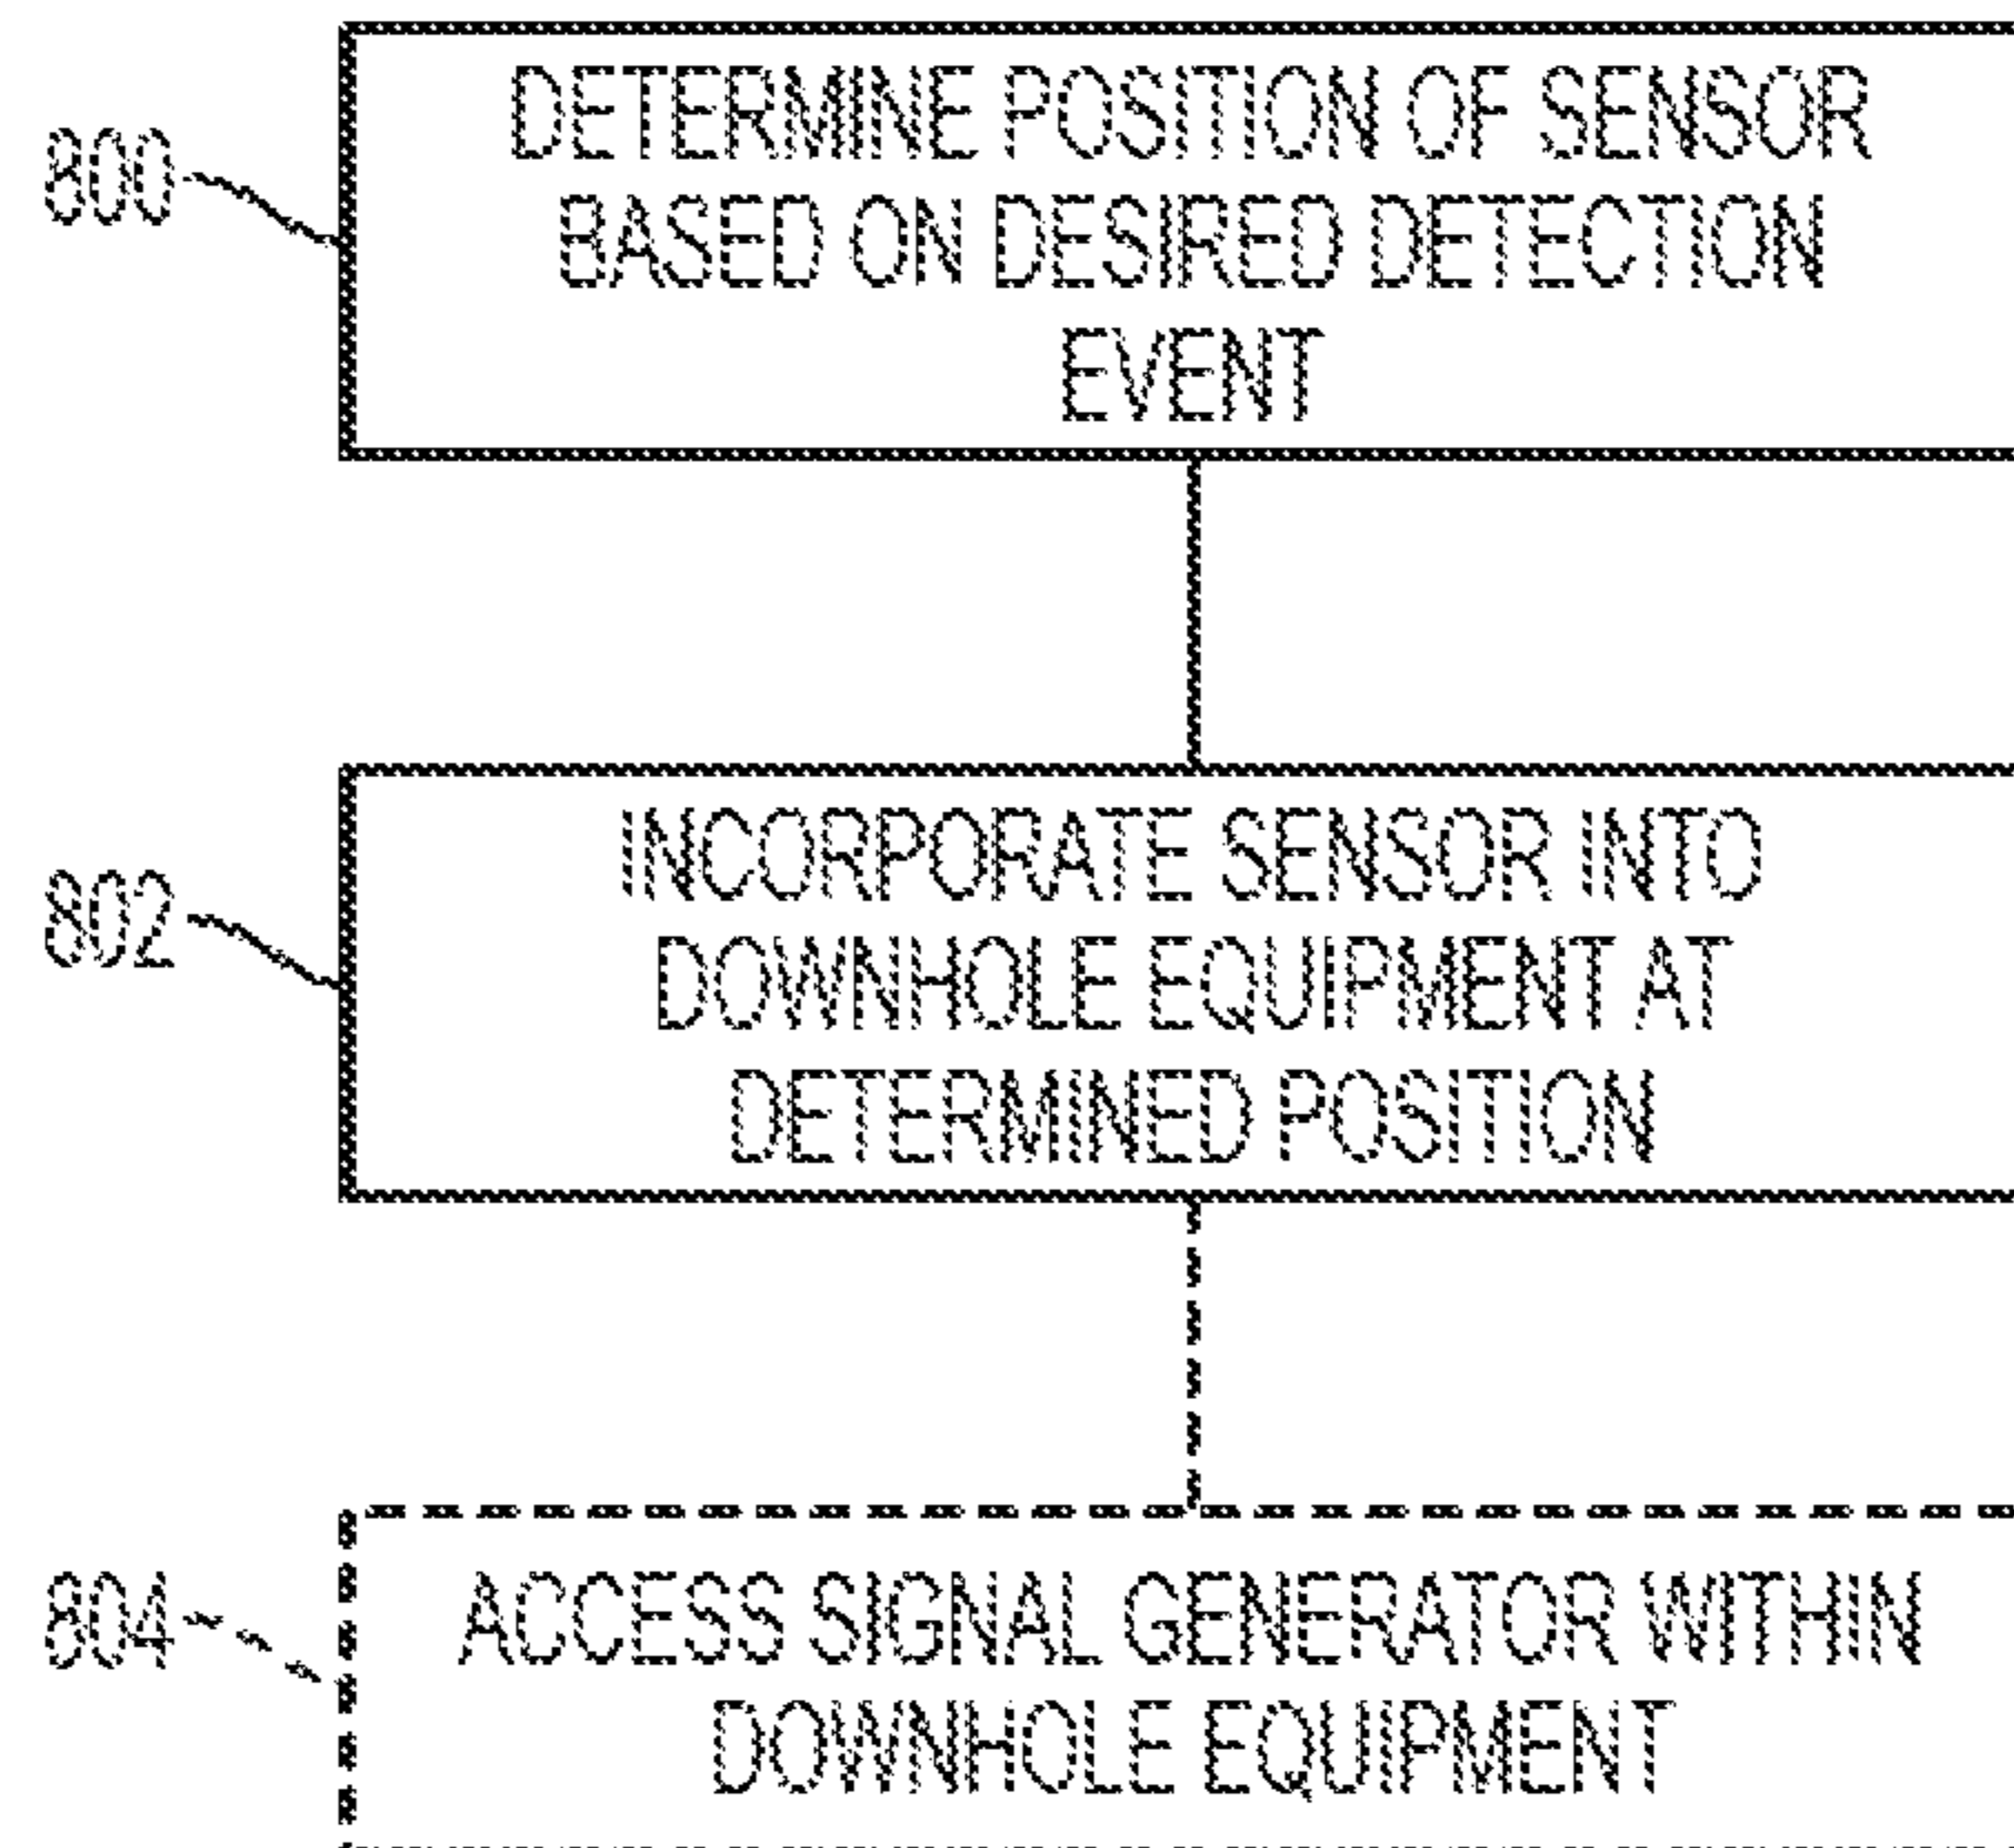 800
DETERMINE POSITION OF SENSOR
BASED ON DESIRED DETECTION
EVENT
802
INCORPORATE SENSOR INTO
DOWNHOLE EQUIPMENT AT
DETERMINED POSITION
804
ACCESS SIGNAL GENERATOR WITHIN
DOWNHOLE EQUIPMENT